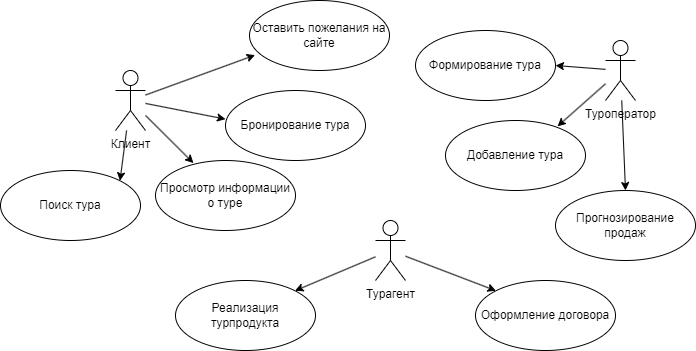 Оставить пожелания на
сайте
Формирование тура
Туроператор
Клиент
Бронирование тура
Добавление тура
Поиск тура
Просмотр информации
о туре
Прогнозирование
продаж
Турагент
Реализация
турпродукта
Оформление договора